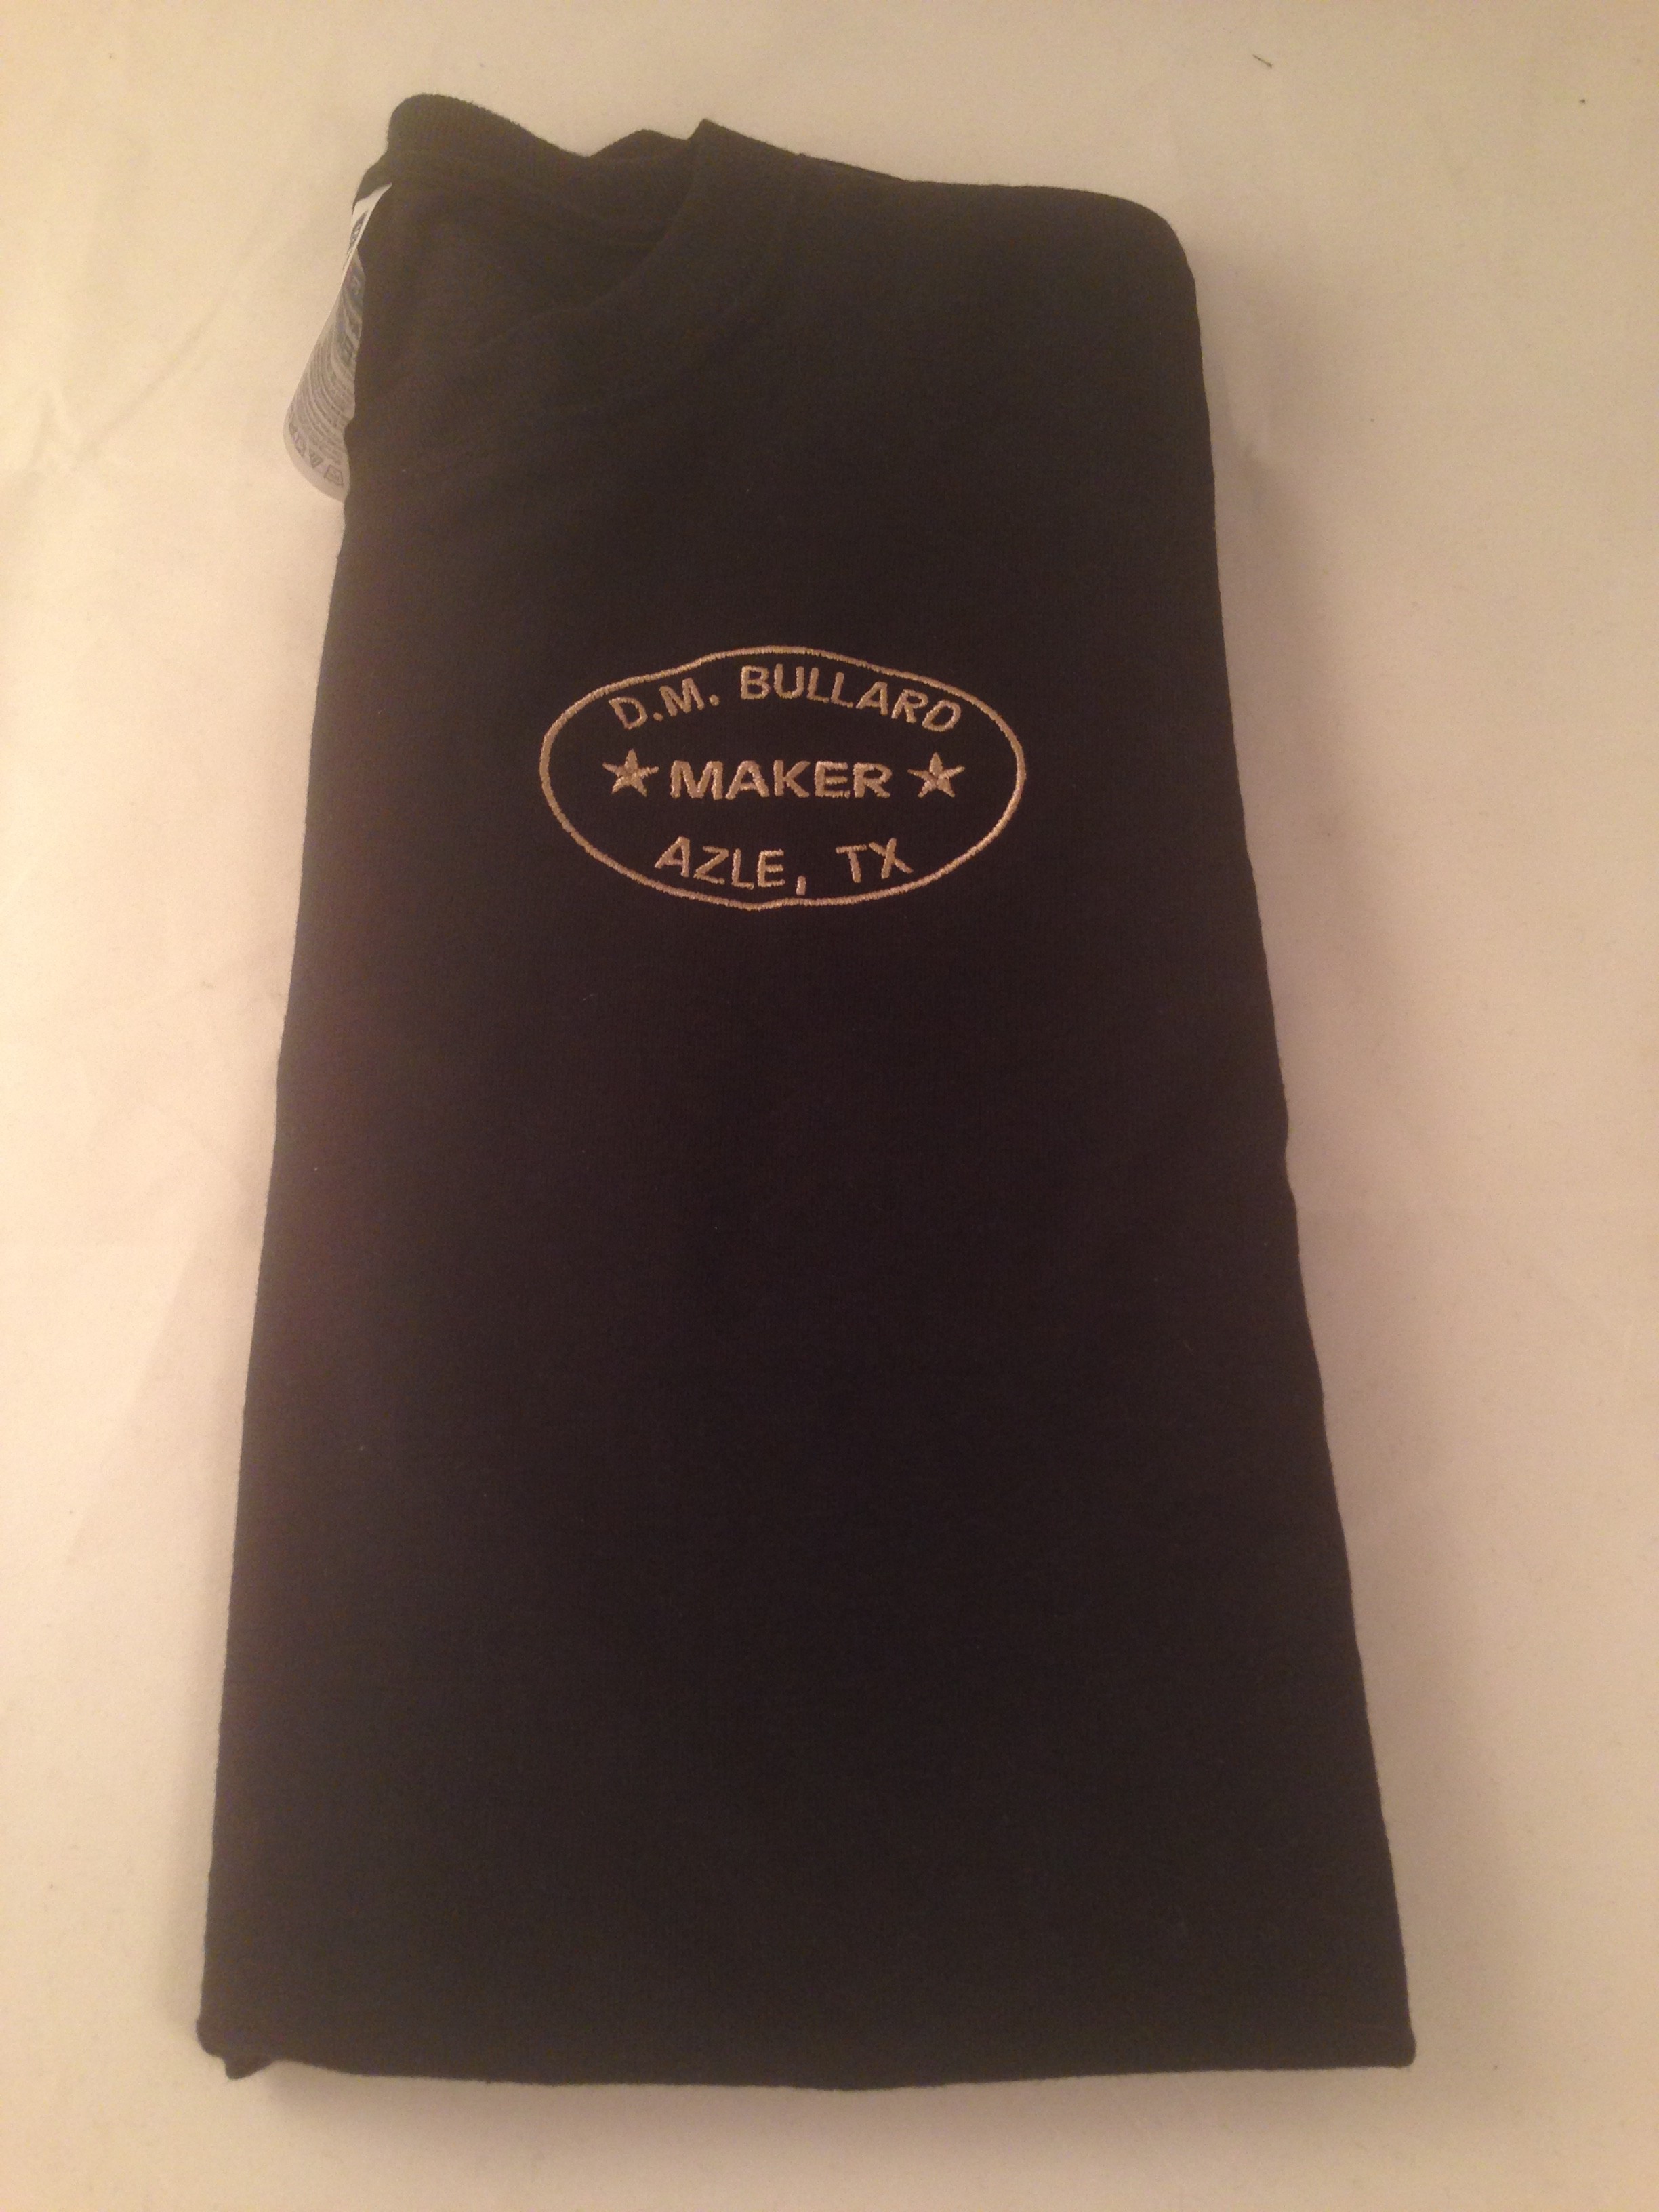 D.M. BULLARD
★ MAKER ★
AZLE, TX